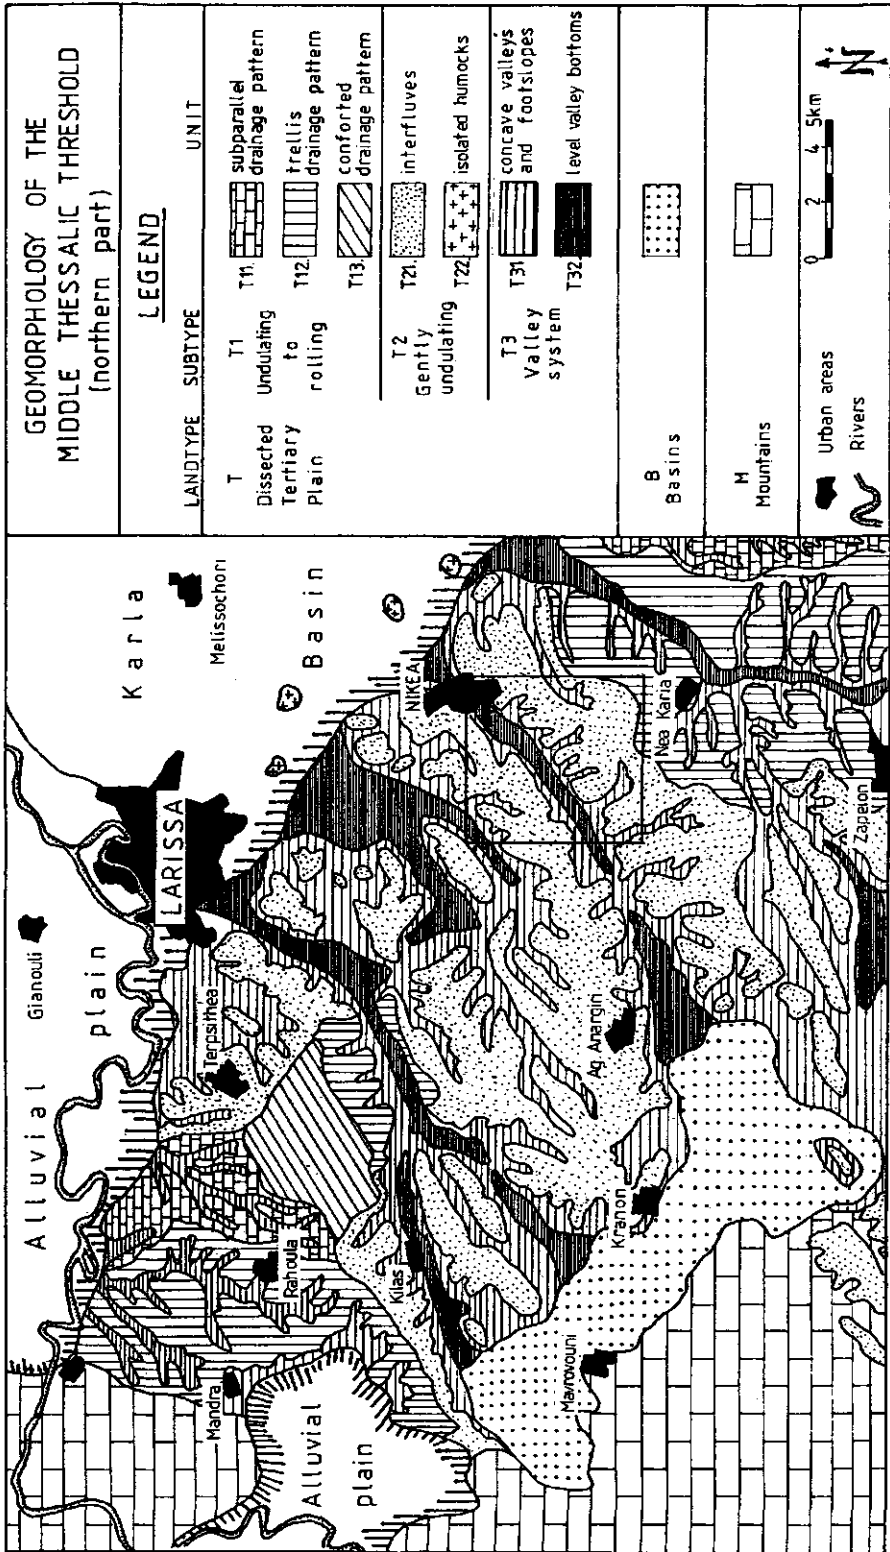 GEOMORPHOLOGY OF THE
MIDDLE THESSALIC THRESHOLD
(northern part)
LEGEND
LANDTYPE SUBTYPE UNIT
T
Dissected
Tertiary
Plain
T1
Undulating
to
rolling
T11. subparallel
drainage pattern
T12. trellis
drainage pattern
T13. conforted
drainage pattern
T2
Gently
undulating
T21. interfluves
T22. isolated humocks
T3
Valley
system
T31. concave valleys
and footslopes
T32. level valley bottoms
B
Basins
M
Mountains
Urban areas
Rivers
0 2 4 5km
N
Karla
Basin
Melissochori
LARISSA
Gianouli
Alluvial plain
Terpsithea
NIKEA
Nea Karia
Zapeion
Ag Anargin
Kranon
Kilas
Rahoula
Mandra
Mavrovouni
Alluvial
plain